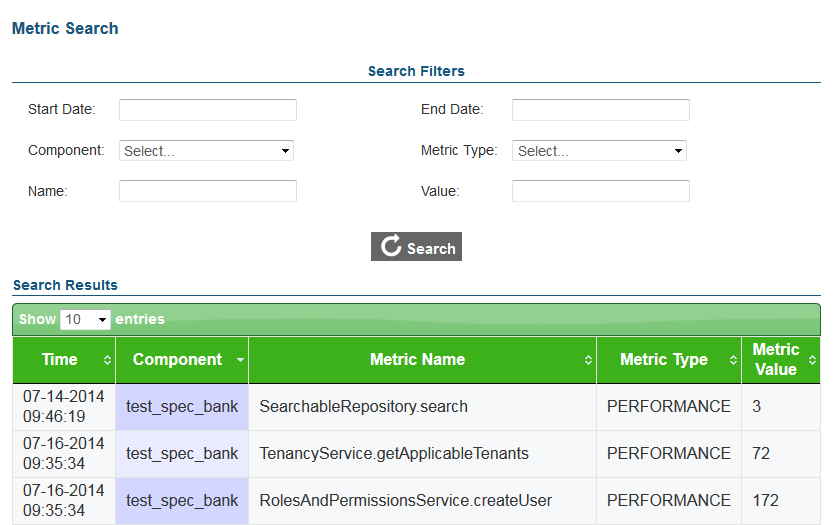 Metric Search
Search Filters
Start Date: End Date:
Component: Select... Metric Type: Select...
Name: Value:
Search
Search Results
Show 10 entries
Time Component Metric Name Metric Type Metric Value
07-14-2014 09:46:19 test_spec_bank SearchableRepository.search PERFORMANCE 3
07-16-2014 09:35:34 test_spec_bank TenancyService.getApplicableTenants PERFORMANCE 72
07-16-2014 09:35:34 test_spec_bank RolesAndPermissionsService.createUser PERFORMANCE 172